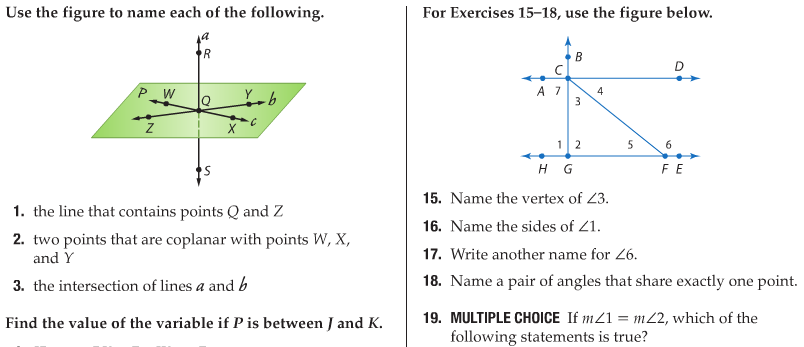 Use the figure to name each of the following.
a
R
P W Q Y b
Z X c
S
1. the line that contains points Q and Z
2. two points that are coplanar with points W, X,
and Y
3. the intersection of lines a and b
Find the value of the variable if P is between J and K.
For Exercises 15–18, use the figure below.
B
C D
A 7 3 4
1 2 5 6
H G F E
15. Name the vertex of ∠3.
16. Name the sides of ∠1.
17. Write another name for ∠6.
18. Name a pair of angles that share exactly one point.
19. MULTIPLE CHOICE If m∠1 = m∠2, which of the
following statements is true?